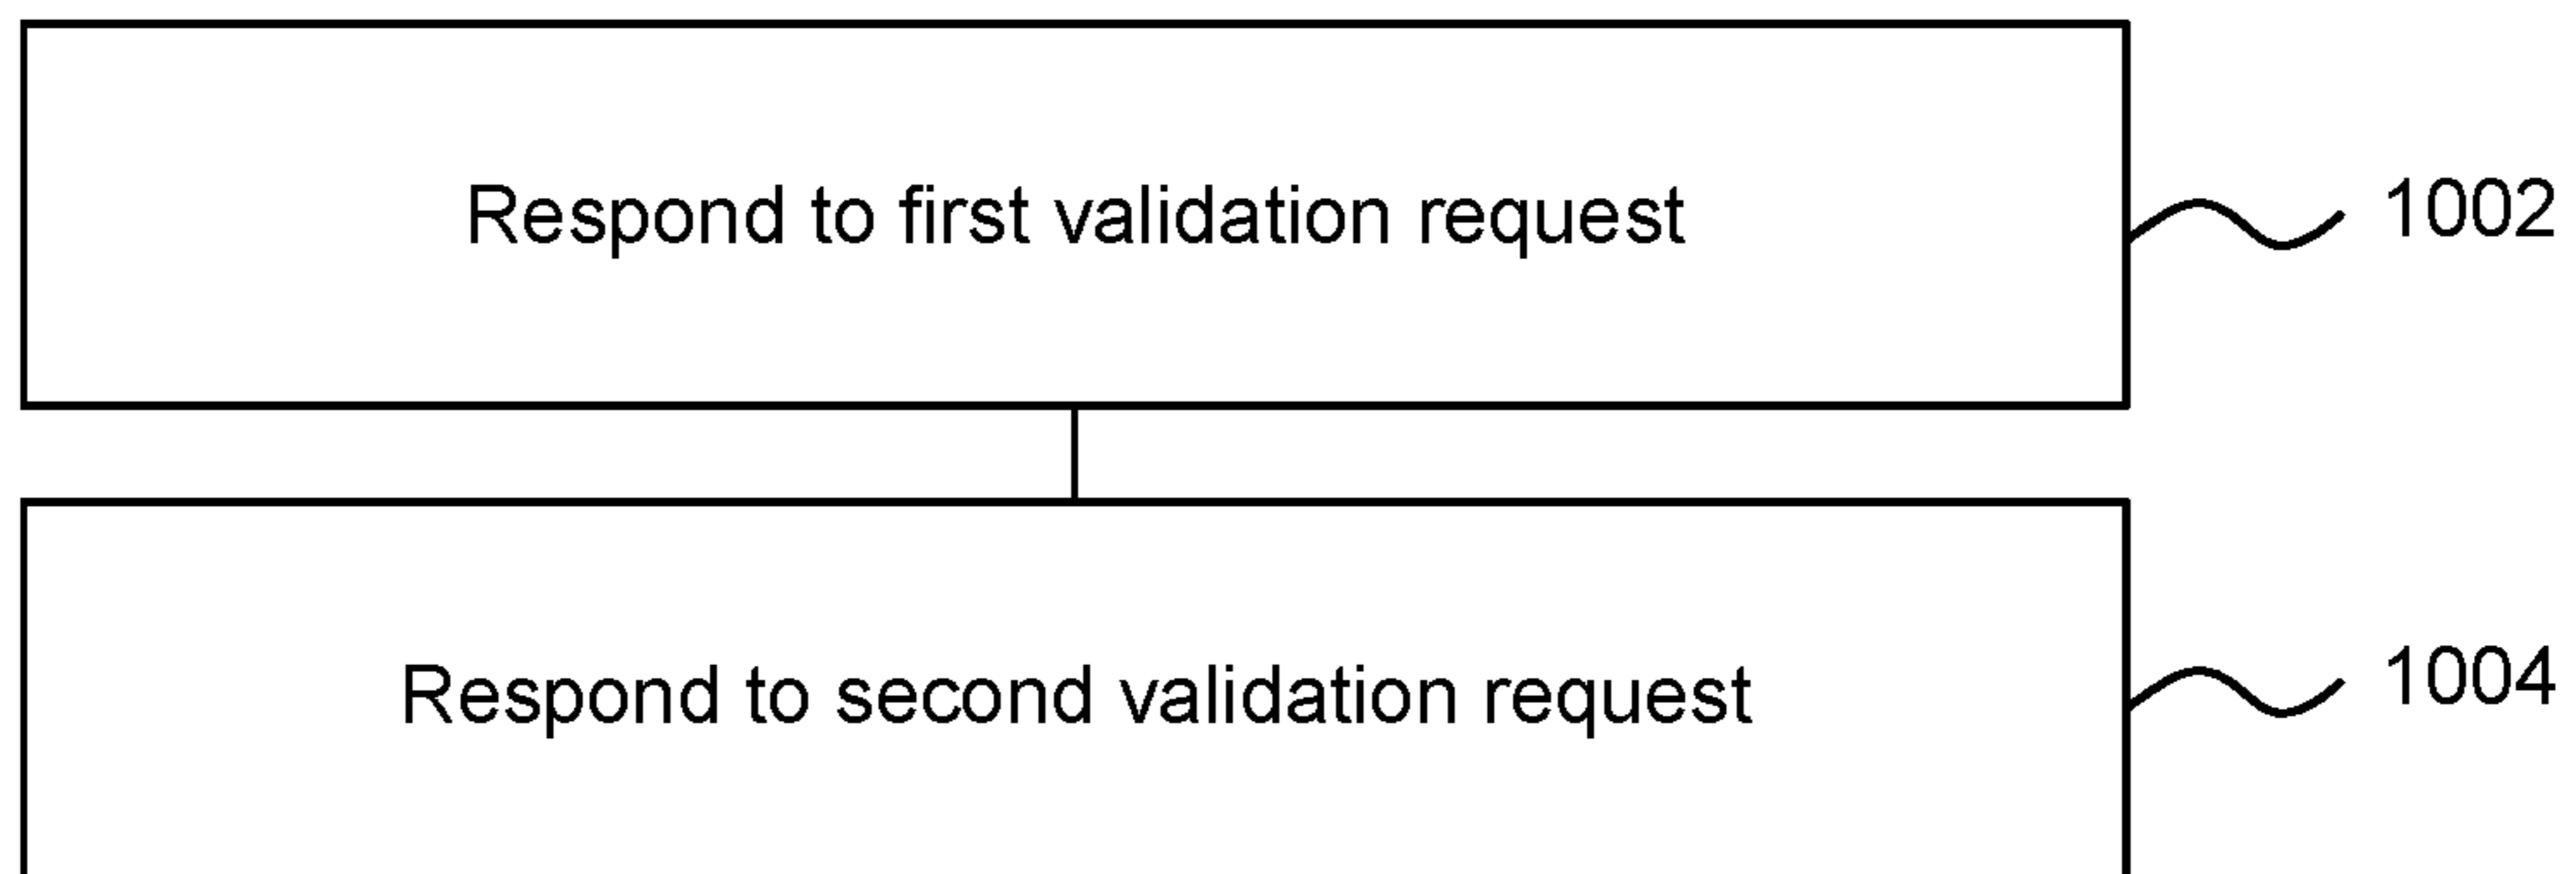 Respond to first validation request
1002
Respond to second validation request
1004